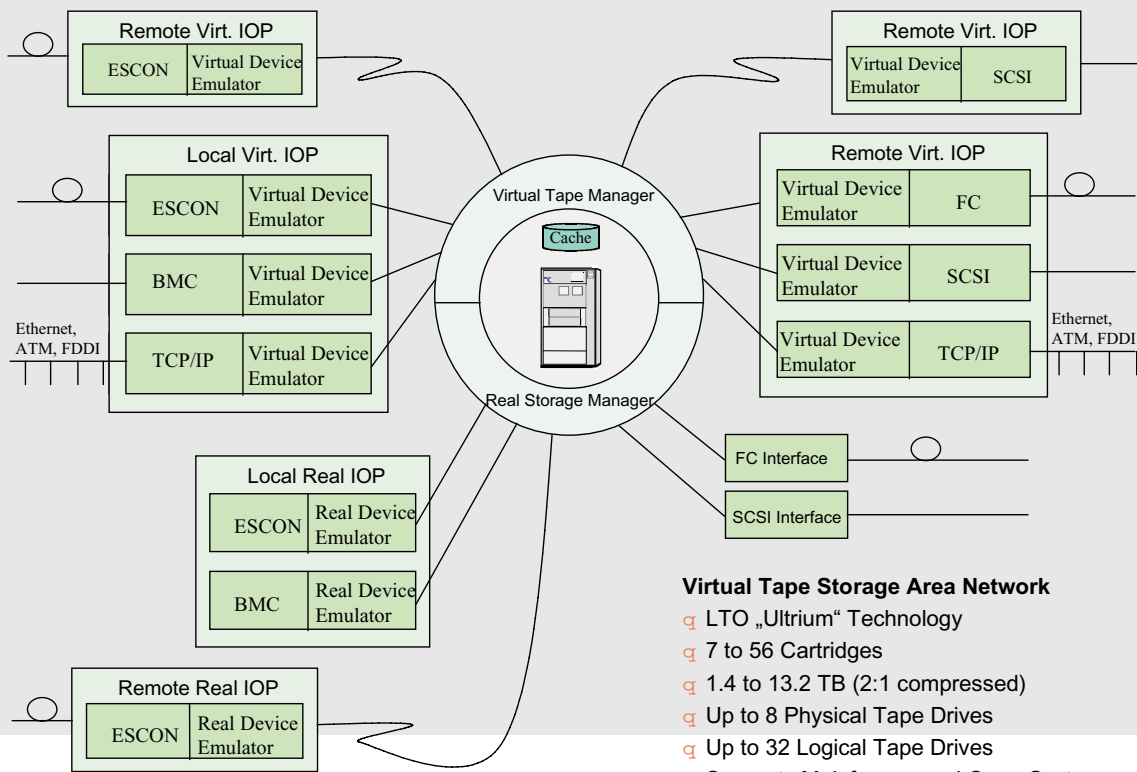 Remote Virt. IOP
ESCON
Virtual Device
Emulator
Remote Virt. IOP
Virtual Device
Emulator
SCSI
Local Virt. IOP
ESCON
Virtual Device
Emulator
BMC
Virtual Device
Emulator
Ethernet,
ATM, FDDI
TCP/IP
Virtual Device
Emulator
Virtual Tape Manager
Cache
Real Storage Manager
Remote Virt. IOP
Virtual Device
Emulator
FC
Virtual Device
Emulator
SCSI
Virtual Device
Emulator
TCP/IP
Ethernet,
ATM, FDDI
FC Interface
SCSI Interface
Local Real IOP
ESCON
Real Device
Emulator
BMC
Real Device
Emulator
Remote Real IOP
ESCON
Real Device
Emulator
Virtual Tape Storage Area Network
q LTO „Ultrium“ Technology
q 7 to 56 Cartridges
q 1.4 to 13.2 TB (2:1 compressed)
q Up to 8 Physical Tape Drives
q Up to 32 Logical Tape Drives